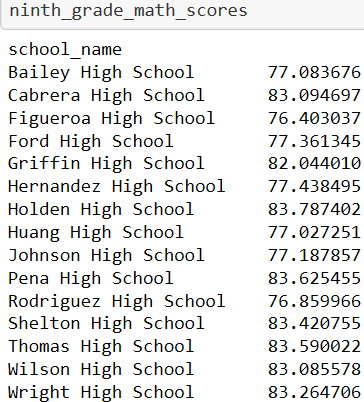 ninth_grade_math_scores
school_name
Bailey High School 77.083676
Cabrera High School 83.094697
Figueroa High School 76.403037
Ford High School 77.361345
Griffin High School 82.044010
Hernandez High School 77.438495
Holden High School 83.787402
Huang High School 77.027251
Johnson High School 77.187857
Pena High School 83.625455
Rodriguez High School 76.859966
Shelton High School 83.420755
Thomas High School 83.590022
Wilson High School 83.085578
Wright High School 83.264706